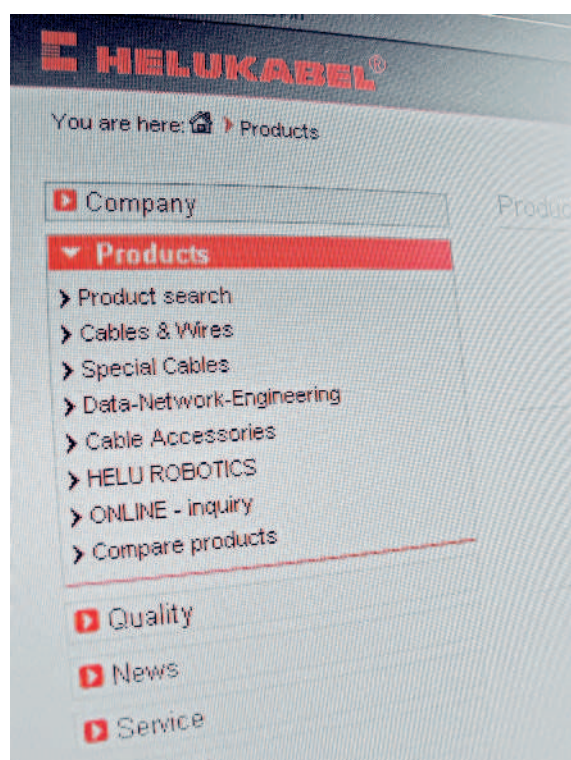 HELUKABEL®
You are here: Products
Company
Produc
Products
Product search
Cables & Wires
Special Cables
Data-Network-Engineering
Cable Accessories
HELU ROBOTICS
ONLINE - inquiry
Compare products
Quality
News
Service